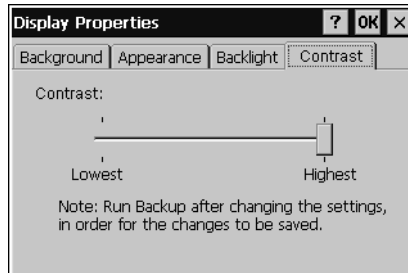 Display Properties ? OK ×
Background Appearance Backlight Contrast
Contrast:
Lowest Highest
Note: Run Backup after changing the settings,
in order for the changes to be saved.